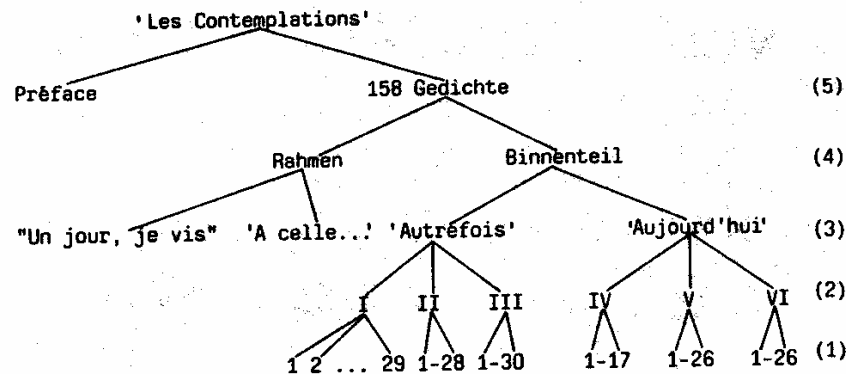 'Les Contemplations'
Préface 158 Gedichte (5)
Rahmen Binnenteil (4)
"Un jour, je vis" 'A celle...' 'Autrefois' 'Aujourd'hui' (3)
I II III IV V VI (2)
1 2 ... 29 1-28 1-30 1-17 1-26 1-26 (1)